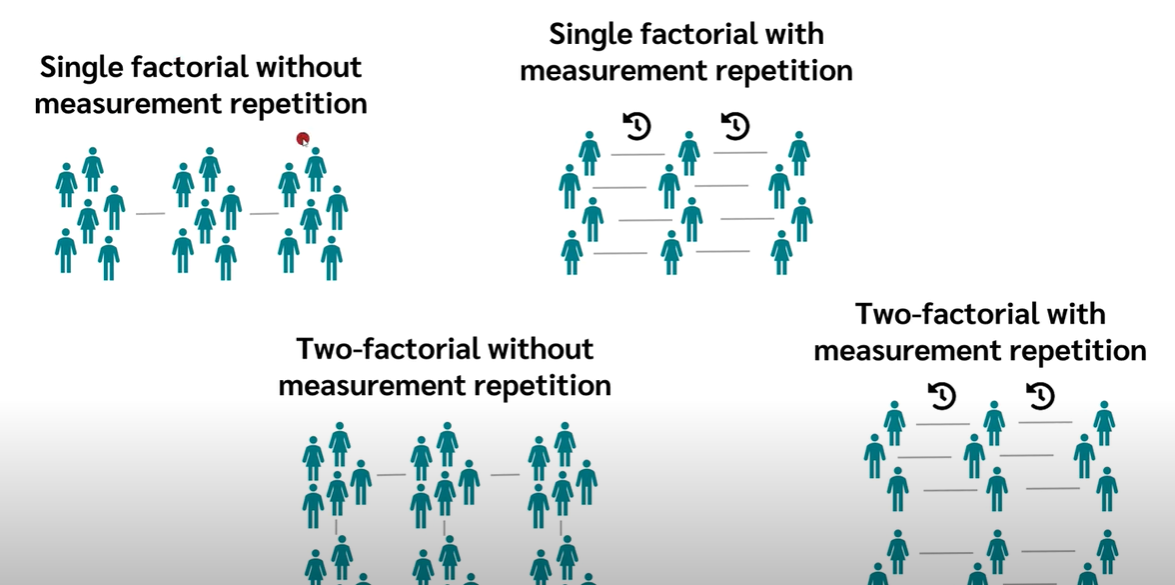 Single factorial without
measurement repetition
Single factorial with
measurement repetition
Two-factorial without
measurement repetition
Two-factorial with
measurement repetition